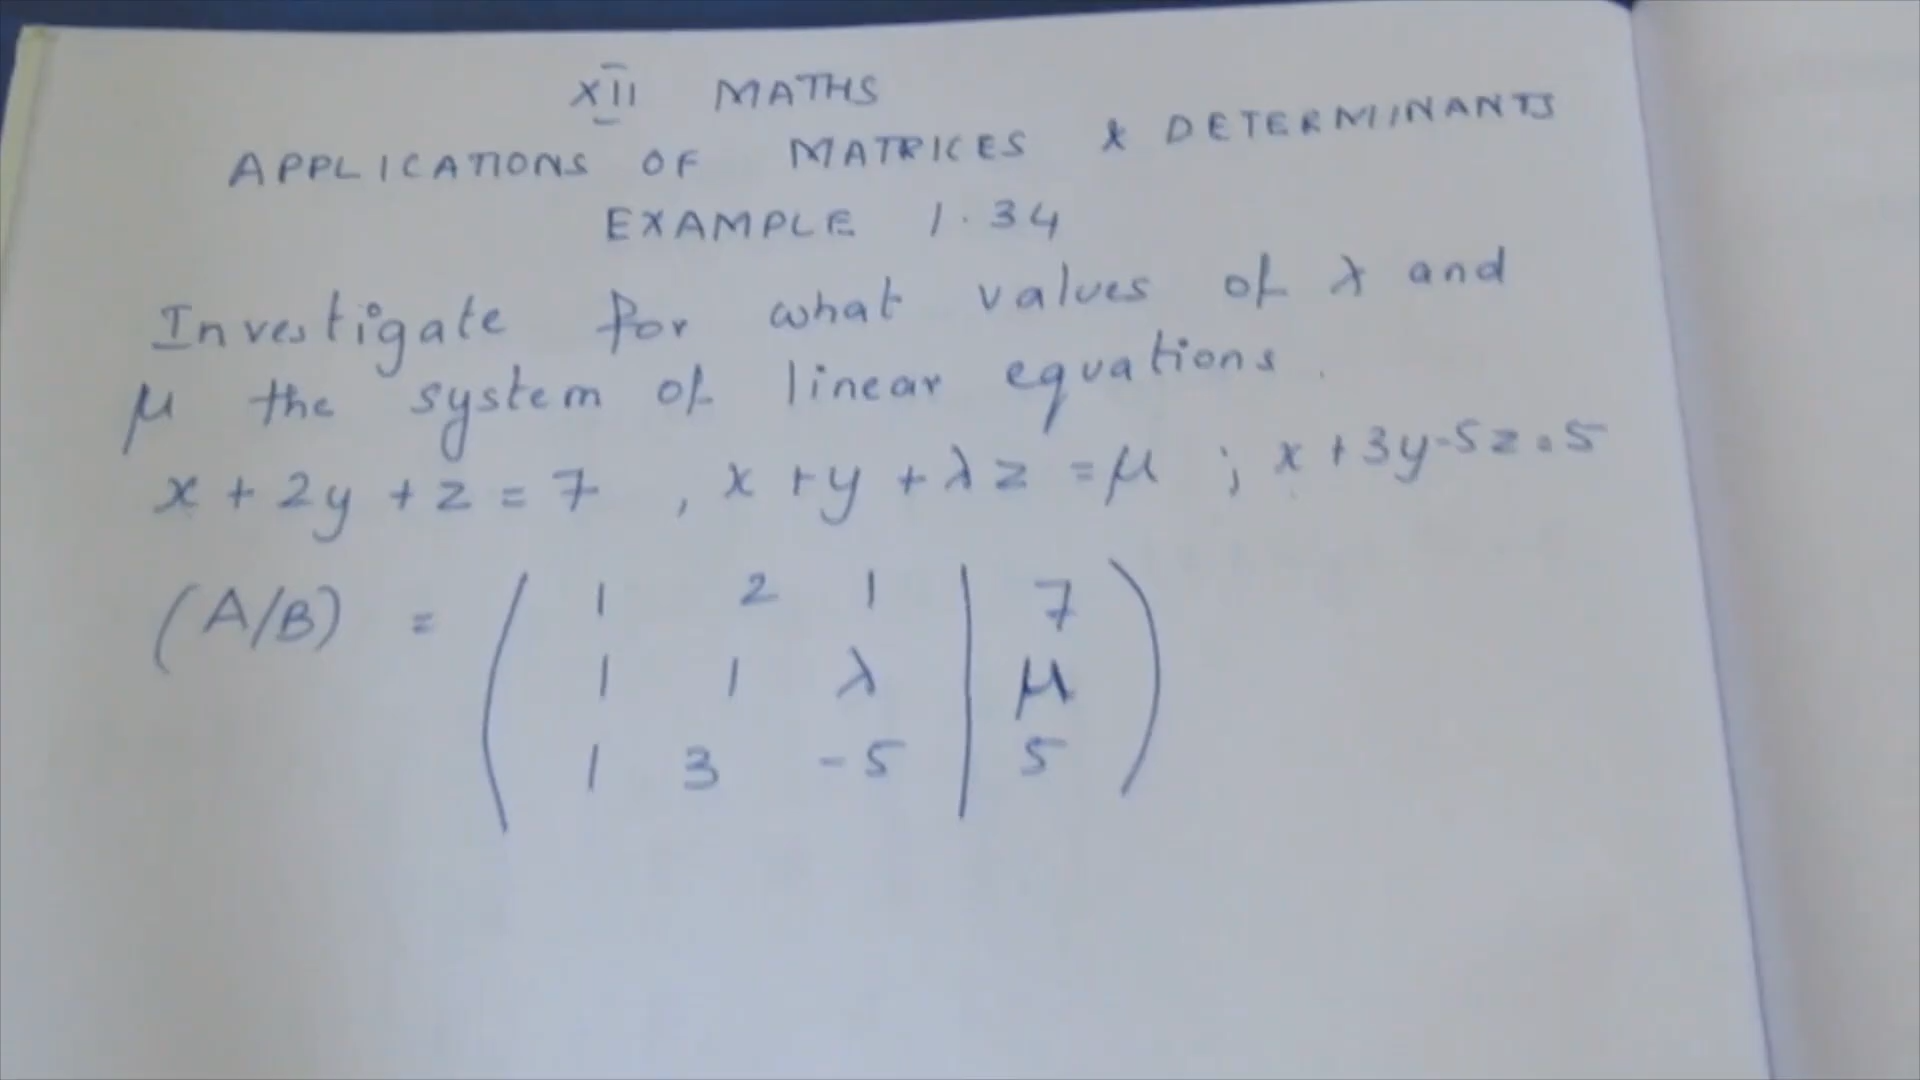 XII MATHS
APPLICATIONS OF MATRICES & DETERMINANTS
EXAMPLE 1.34
Investigate for what values of λ and
μ the system of linear equations.
x + 2y + z = 7 , x + y + λz = μ ; x + 3y - 5z = 5
(A/B) = ( 1 2 1 | 7 )
1 1 λ | μ
1 3 -5 | 5